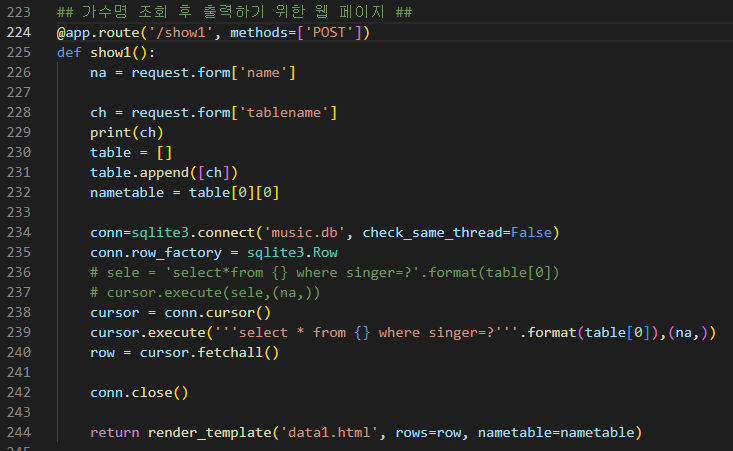 223 ## 가수명 조회 후 출력하기 위한 웹 페이지 ##
224 @app.route('/show1', methods=['POST'])
225 def show1():
226     na = request.form['name']
227
228     ch = request.form['tablename']
229     print(ch)
230     table = []
231     table.append([ch])
232     nametable = table[0][0]
233
234     conn=sqlite3.connect('music.db', check_same_thread=False)
235     conn.row_factory = sqlite3.Row
236     # sele = 'select*from {} where singer=?'.format(table[0])
237     # cursor.execute(sele,(na,))
238     cursor = conn.cursor()
239     cursor.execute('''select * from {} where singer=?'''.format(table[0]),(na,))
240     row = cursor.fetchall()
241
242     conn.close()
243
244     return render_template('data1.html', rows=row, nametable=nametable)
245